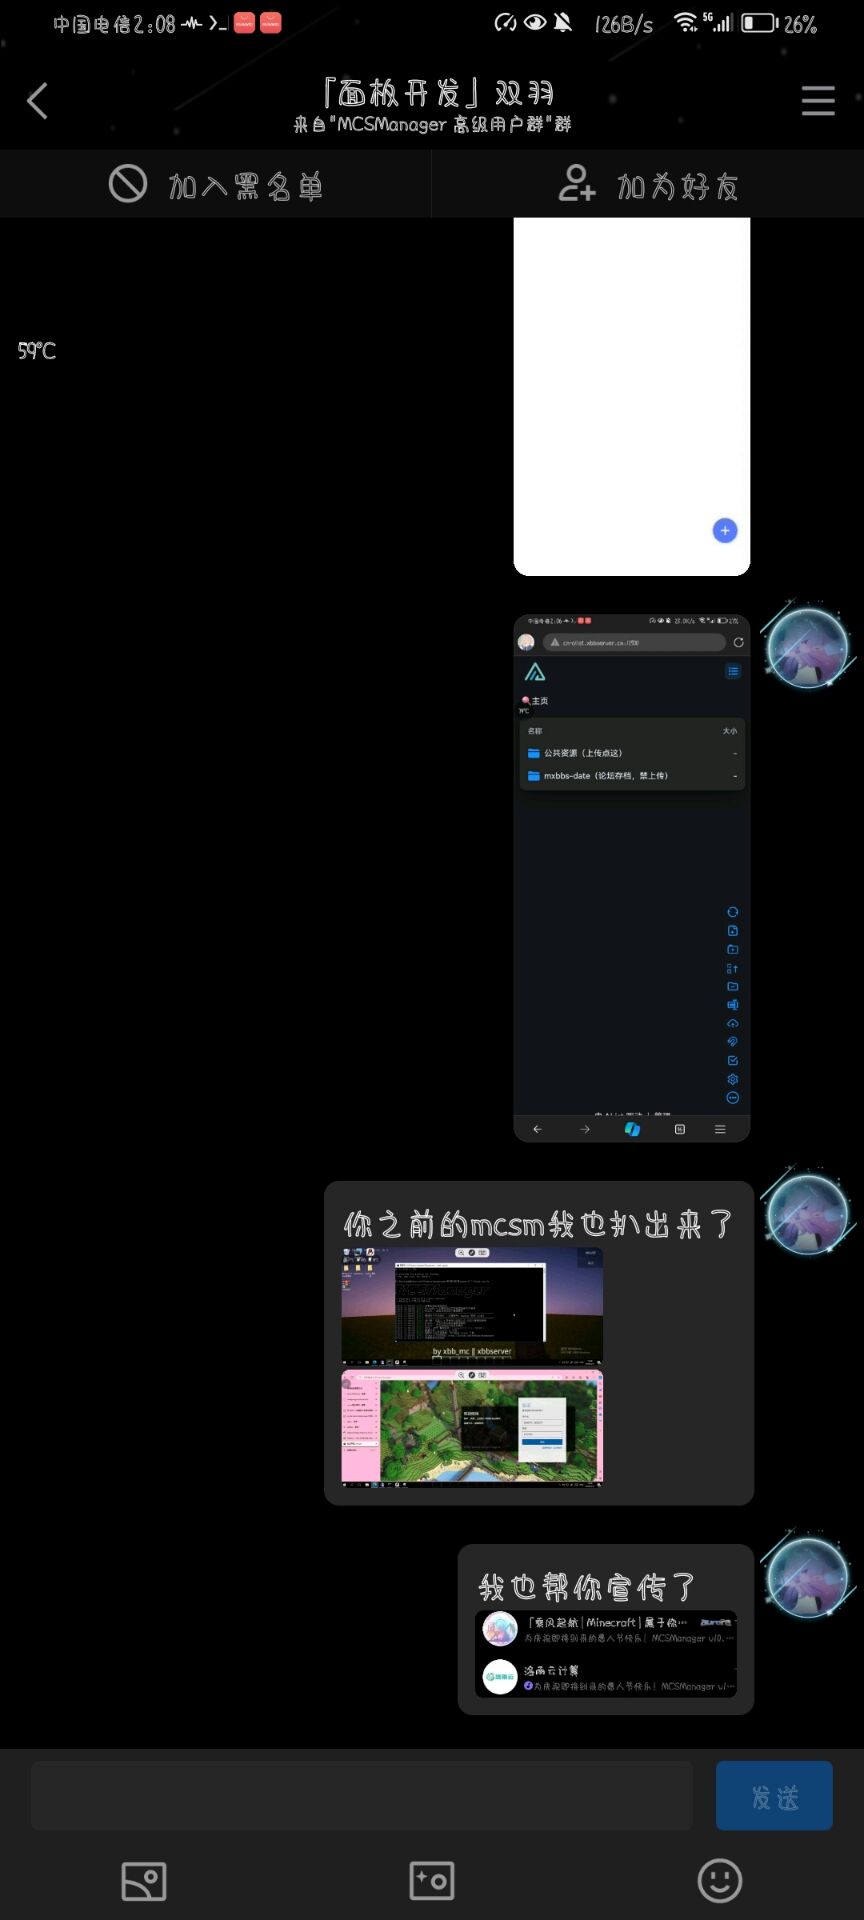 中国电信2:08
126B/s
5G
26%
「面板开发」双羽
来自"MCSManager 高级用户群"群
加入黑名单
加为好友
59℃
主页
名称
大小
公共资源（上传点这）
-
mxbbs-date（论坛存档，禁上传）
-
你之前的mcsm我也扒出来了
by xbb_mc || xbbserver
我也帮你宣传了
「乘风起航|Minecraft|属于你…
为庆祝即将到来的愚人节快乐！MCSManager v10.…
洛雨云计算
为庆祝即将到来的愚人节快乐！MCSManager v1…
发送